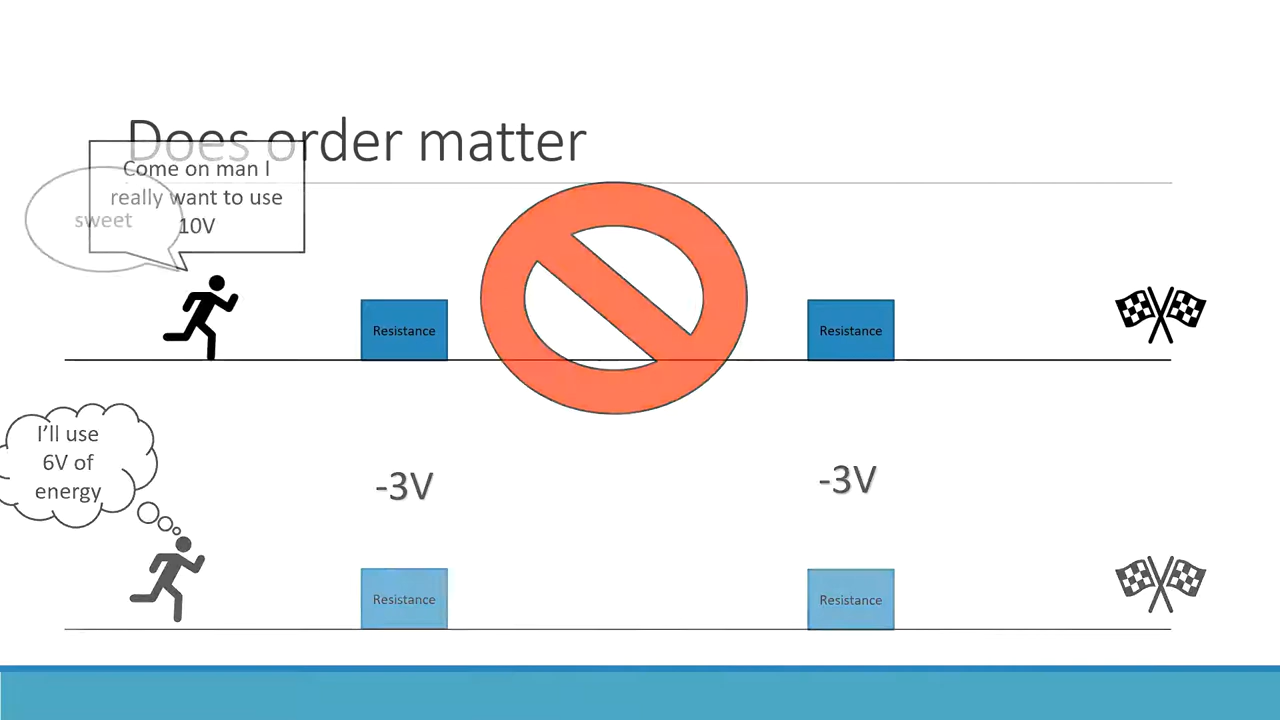 Does order matter
Come on man I
really want to use
10V
sweet
Resistance
Resistance
I'll use
6V of
energy
-3V
-3V
Resistance
Resistance